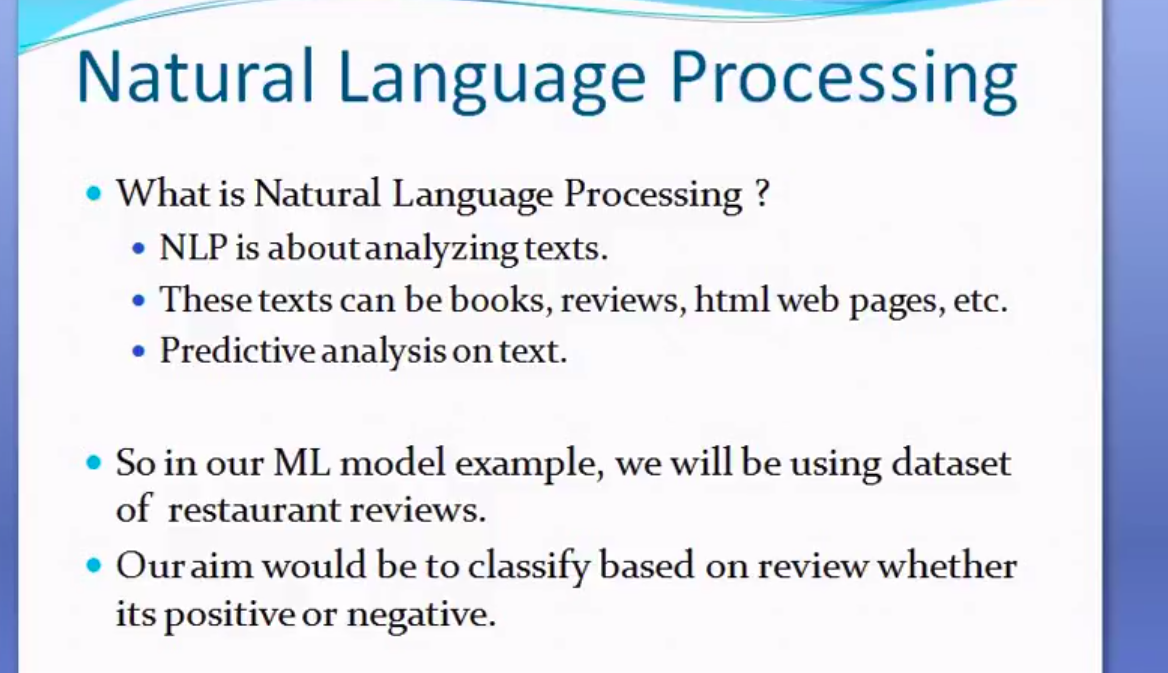 Natural Language Processing
What is Natural Language Processing ?
NLP is about analyzing texts.
These texts can be books, reviews, html web pages, etc.
Predictive analysis on text.
So in our ML model example, we will be using dataset
of restaurant reviews.
Our aim would be to classify based on review whether
its positive or negative.